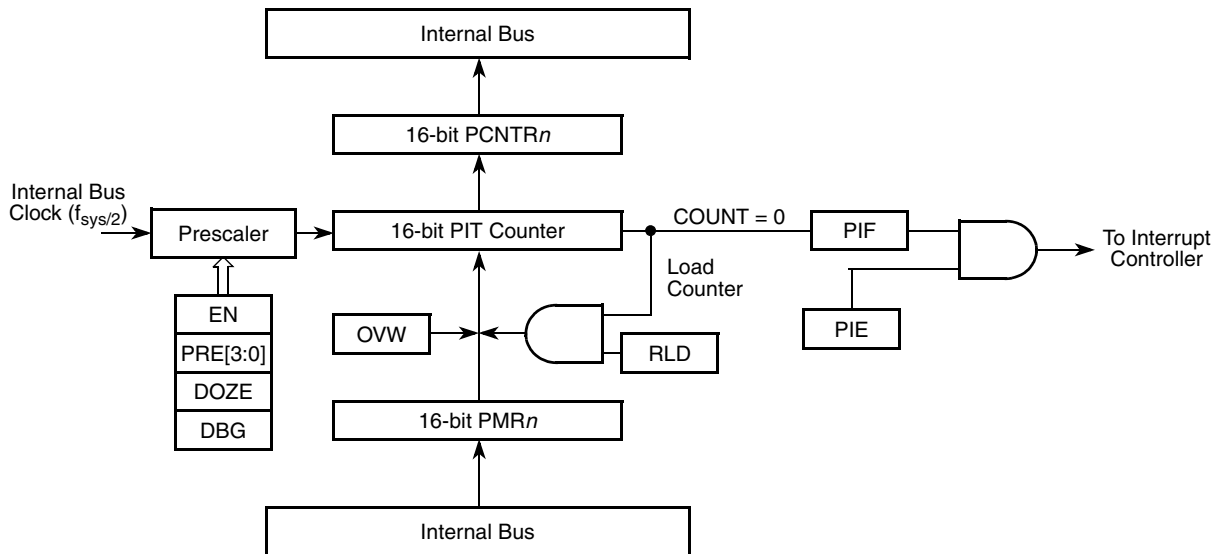 Internal Bus
16-bit PCNTRn
Internal Bus
Clock (fsys/2)
Prescaler
16-bit PIT Counter
COUNT = 0
PIF
To Interrupt
Controller
Load
Counter
EN
PRE[3:0]
DOZE
DBG
OVW
RLD
PIE
16-bit PMRn
Internal Bus